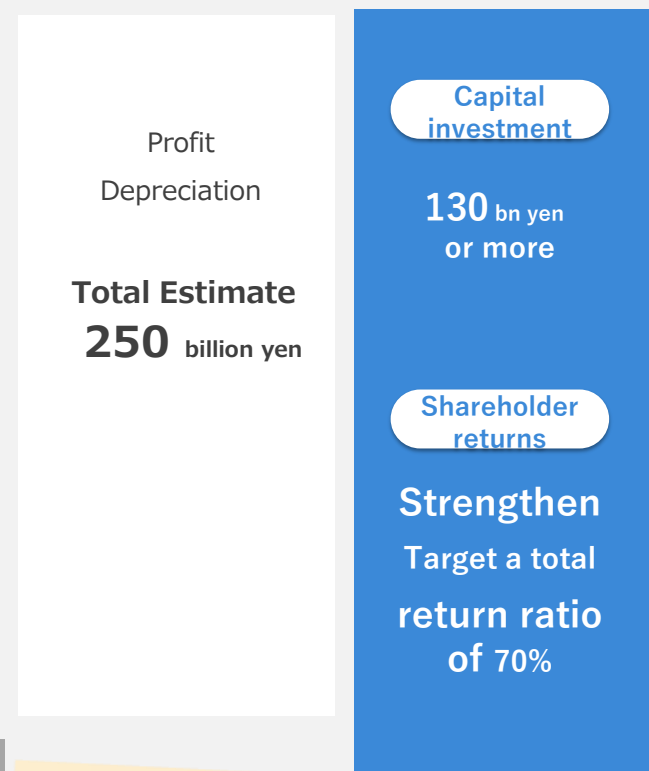 Profit
Depreciation
Total Estimate
250 billion yen
Capital
investment
130 bn yen
or more
Shareholder
returns
Strengthen
Target a total
return ratio
of 70%